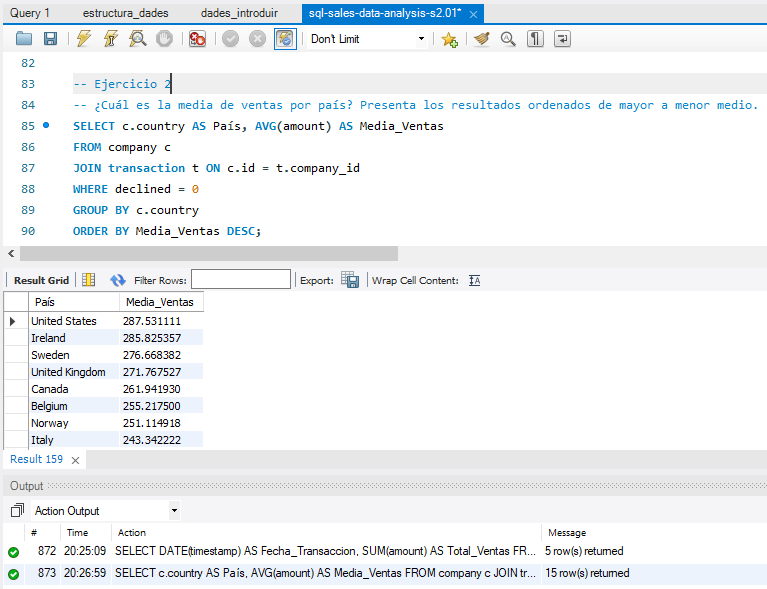 Query 1 estructura_dades dades_introduir sql-sales-data-analysis-s2.01*
Don't Limit
82
83 -- Ejercicio 2
84 -- ¿Cuál es la media de ventas por país? Presenta los resultados ordenados de mayor a menor medio.
85 SELECT c.country AS País, AVG(amount) AS Media_Ventas
86 FROM company c
87 JOIN transaction t ON c.id = t.company_id
88 WHERE declined = 0
89 GROUP BY c.country
90 ORDER BY Media_Ventas DESC;
Result Grid Filter Rows: Export: Wrap Cell Content: IA
País Media_Ventas
United States 287.531111
Ireland 285.825357
Sweden 276.668382
United Kingdom 271.767527
Canada 261.941930
Belgium 255.217500
Norway 251.114918
Italy 243.342222
Result 159
Output
Action Output
# Time Action Message
872 20:25:09 SELECT DATE(timestamp) AS Fecha_Transaccion, SUM(amount) AS Total_Ventas FR... 5 row(s) returned
873 20:26:59 SELECT c.country AS País, AVG(amount) AS Media_Ventas FROM company c JOIN tr... 15 row(s) returned